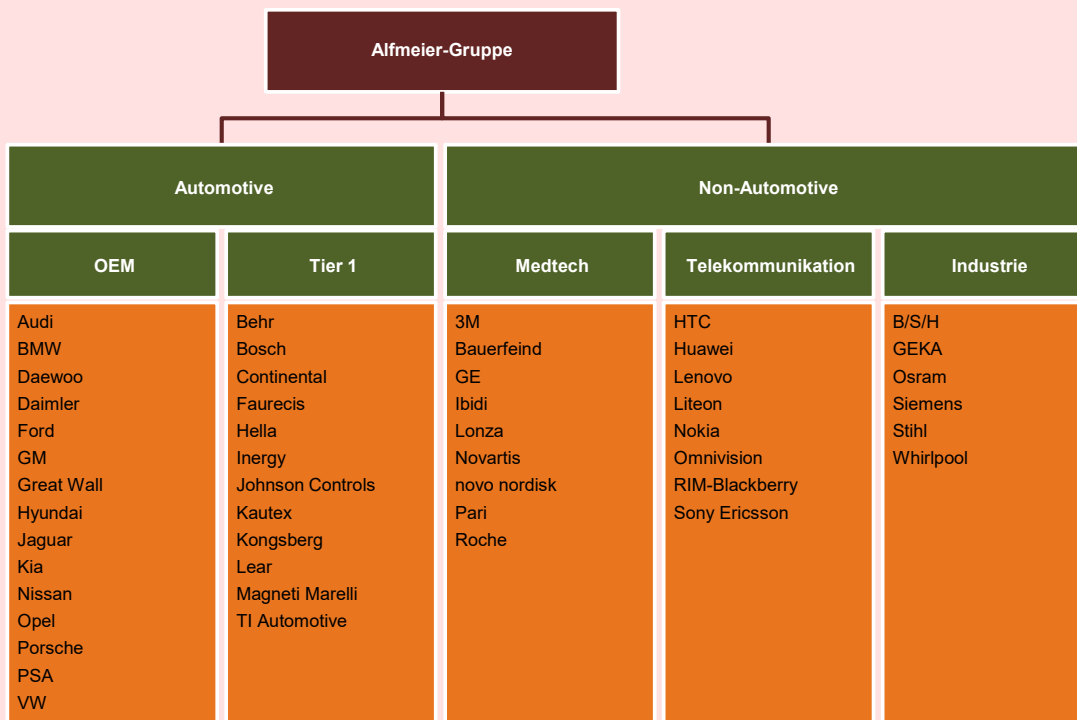 Alfmeier-Gruppe
Automotive
Non-Automotive
OEM
Tier 1
Medtech
Telekommunikation
Industrie
Audi
BMW
Daewoo
Daimler
Ford
GM
Great Wall
Hyundai
Jaguar
Kia
Nissan
Opel
Porsche
PSA
VW
Behr
Bosch
Continental
Faurecis
Hella
Inergy
Johnson Controls
Kautex
Kongsberg
Lear
Magneti Marelli
TI Automotive
3M
Bauerfeind
GE
Ibidi
Lonza
Novartis
novo nordisk
Pari
Roche
HTC
Huawei
Lenovo
Liteon
Nokia
Omnivision
RIM-Blackberry
Sony Ericsson
B/S/H
GEKA
Osram
Siemens
Stihl
Whirlpool